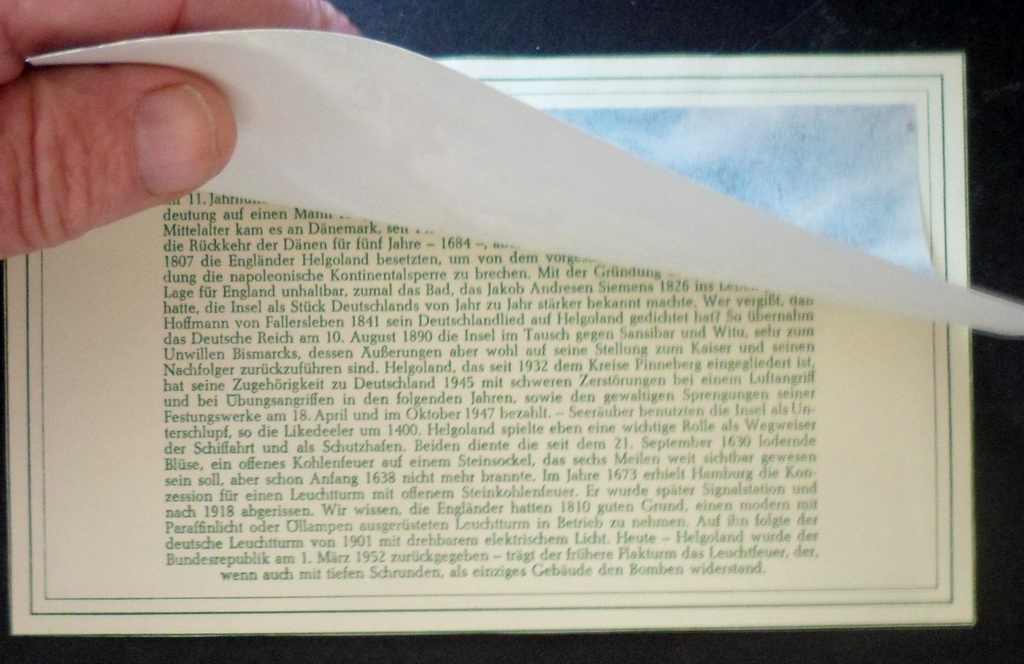 11. Jahrhun
deutung auf einen Mann
Mittelalter kam es an Dänemark, seit
die Rückkehr der Dänen für fünf Jahre – 1684 –,
1807 die Engländer Helgoland besetzten, um von dem
dung die napoleonische Kontinentalsperre zu brechen. Mit der Gründung
Lage für England unhaltbar, zumal das Bad, das Jakob Andresen Siemens 1826 ins
hatte, die Insel als Stück Deutschlands von Jahr zu Jahr stärker bekannt machte. Wer vergißt, daß
Hoffmann von Fallersleben 1841 sein Deutschlandlied auf Helgoland gedichtet hat? So übernahm
das Deutsche Reich am 10. August 1890 die Insel im Tausch gegen Sansibar und Witu, sehr zum
Unwillen Bismarcks, dessen Äußerungen aber wohl auf seine Stellung zum Kaiser und seinen
Nachfolger zurückzuführen sind. Helgoland, das seit 1932 dem Kreise Pinneberg eingegliedert ist,
hat seine Zugehörigkeit zu Deutschland 1945 mit schweren Zerstörungen bei einem Luftangriff
und bei Übungsangriffen in den folgenden Jahren, sowie den gewaltigen Sprengungen seiner
Festungswerke am 18. April und im Oktober 1947 bezahlt. – Seeräuber benutzten die Insel als Un-
terschlupf, so die Likedeeler um 1400. Helgoland spielte eben eine wichtige Rolle als Wegweiser
der Schiffahrt und als Schutzhafen. Beiden diente die seit dem 21. September 1630 lodernde
Blüse, ein offenes Kohlenfeuer auf einem Steinsockel, das sechs Meilen weit sichtbar gewesen
sein soll, aber schon Anfang 1638 nicht mehr brannte. Im Jahre 1673 erhielt Hamburg die Kon-
zession für einen Leuchtturm mit offenem Steinkohlenfeuer. Er wurde später Signalstation und
nach 1918 abgerissen. Wir wissen, die Engländer hatten 1810 guten Grund, einen modern mit
Paraffinlicht oder Öllampen ausgerüsteten Leuchtturm in Betrieb zu nehmen. Auf ihn folgte der
deutsche Leuchtturm von 1901 mit drehbarem elektrischem Licht. Heute – Helgoland wurde der
Bundesrepublik am 1. März 1952 zurückgegeben – trägt der frühere Flakturm das Leuchtfeuer, der,
wenn auch mit tiefen Schrunden, als einziges Gebäude den Bomben widerstand.